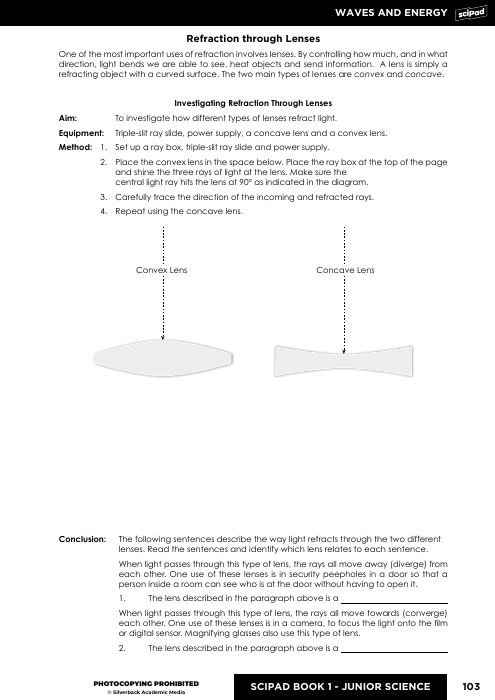 WAVES AND ENERGY
scipad
Refraction through Lenses
One of the most important uses of refraction involves lenses. By controlling how much, and in what
direction, light bends we are able to see, heat objects and send information.  A lens is simply a
refracting object with a curved surface. The two main types of lenses are convex and concave.
Investigating Refraction Through Lenses
Aim: To investigate how different types of lenses refract light.
Equipment: Triple-slit ray slide, power supply, a concave lens and a convex lens.
Method: 1. Set up a ray box, triple-slit ray slide and power supply.
2. Place the convex lens in the space below. Place the ray box at the top of the page
and shine the three rays of light at the lens. Make sure the
central light ray hits the lens at 90° as indicated in the diagram.
3. Carefully trace the direction of the incoming and refracted rays.
4. Repeat using the concave lens.
Convex Lens
Concave Lens
Conclusion: The following sentences describe the way light refracts through the two different
lenses. Read the sentences and identify which lens relates to each sentence.
When light passes through this type of lens, the rays all move away (diverge) from
each other. One use of these lenses is in security peepholes in a door so that a
person inside a room can see who is at the door without having to open it.
1. The lens described in the paragraph above is a
When light passes through this type of lens, the rays all move towards (converge)
each other. One use of these lenses is in a camera, to focus the light onto the film
or digital sensor. Magnifying glasses also use this type of lens.
2. The lens described in the paragraph above is a
PHOTOCOPYING PROHIBITED
© Silverback Academic Media
SCIPAD BOOK 1 - JUNIOR SCIENCE
103